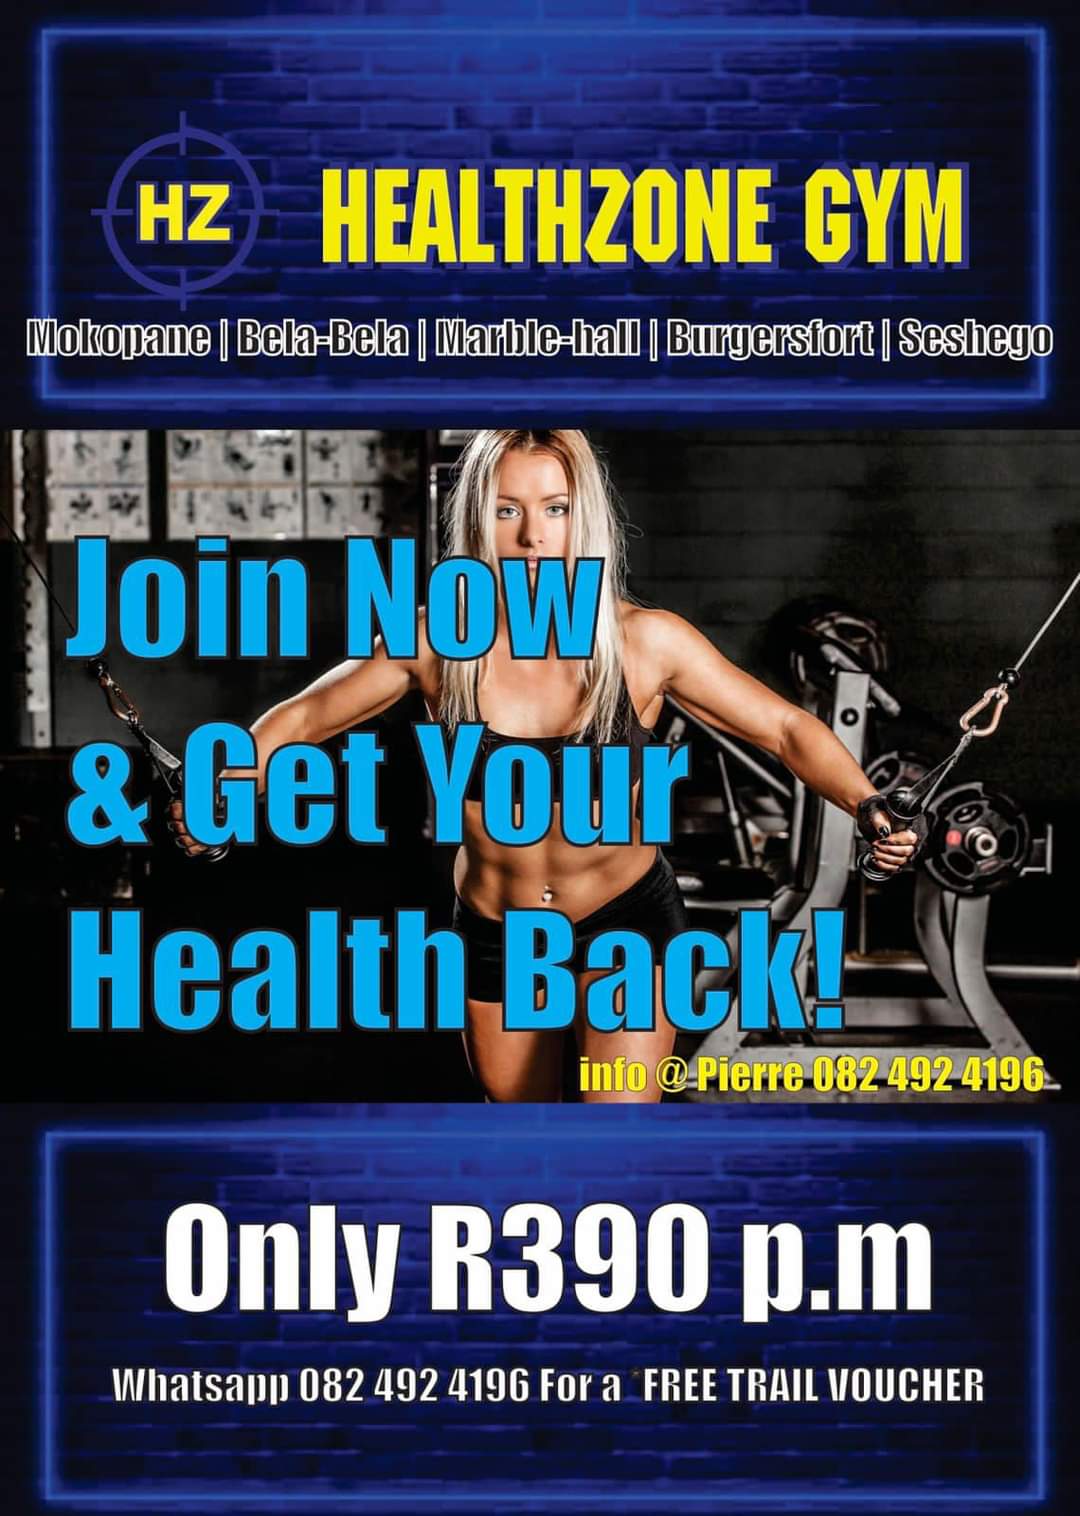 HZ
HEALTHZONE GYM
Mokopane | Bela-Bela | Marble-hall | Burgersfort | Seshego
Join Now
& Get Your
Health Back!
info @ Pierre 082 492 4196
Only R390 p.m
Whatsapp 082 492 4196 For a *FREE TRAIL VOUCHER